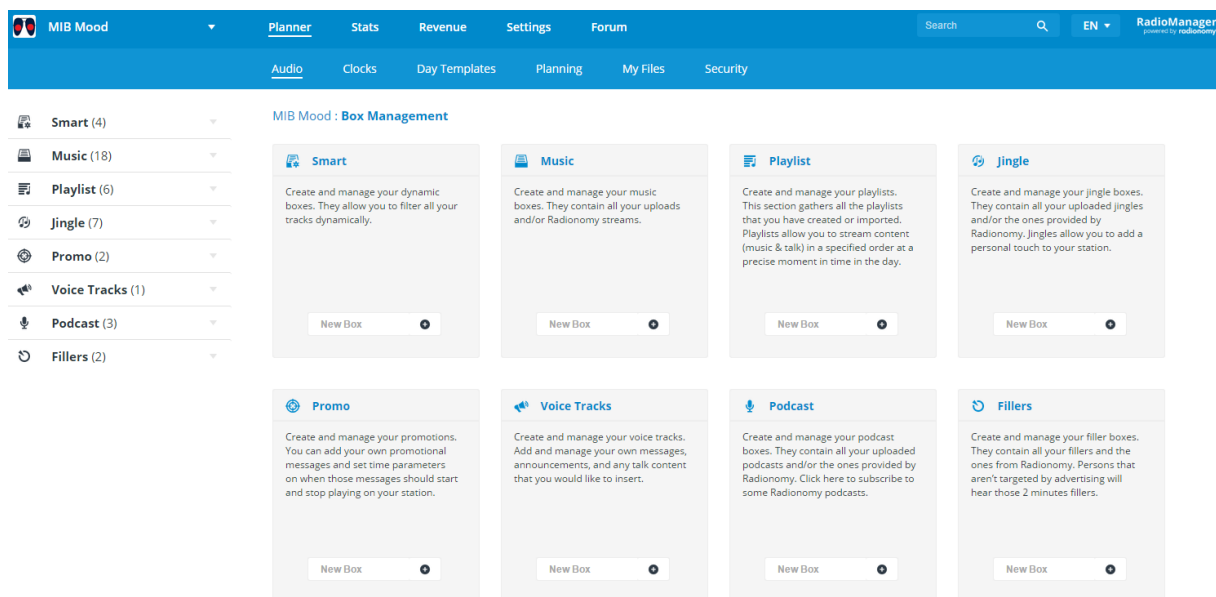 MIB Mood
Planner Stats Revenue Settings Forum
Search
EN
RadioManager
powered by radionomy
Audio Clocks Day Templates Planning My Files Security
Smart (4)
Music (18)
Playlist (6)
Jingle (7)
Promo (2)
Voice Tracks (1)
Podcast (3)
Fillers (2)
MIB Mood : Box Management
Smart
Create and manage your dynamic
boxes. They allow you to filter all your
tracks dynamically.
New Box
Music
Create and manage your music
boxes. They contain all your uploads
and/or Radionomy streams.
New Box
Playlist
Create and manage your playlists.
This section gathers all the playlists
that you have created or imported.
Playlists allow you to stream content
(music & talk) in a specified order at a
precise moment in time in the day.
New Box
Jingle
Create and manage your jingle boxes.
They contain all your uploaded jingles
and/or the ones provided by
Radionomy. Jingles allow you to add a
personal touch to your station.
New Box
Promo
Create and manage your promotions.
You can add your own promotional
messages and set time parameters
on when those messages should start
and stop playing on your station.
New Box
Voice Tracks
Create and manage your voice tracks.
Add and manage your own messages,
announcements, and any talk content
that you would like to insert.
New Box
Podcast
Create and manage your podcast
boxes. They contain all your uploaded
podcasts and/or the ones provided by
Radionomy. Click here to subscribe to
some Radionomy podcasts.
New Box
Fillers
Create and manage your filler boxes.
They contain all your fillers and the
ones from Radionomy. Persons that
aren't targeted by advertising will
hear those 2 minutes fillers.
New Box